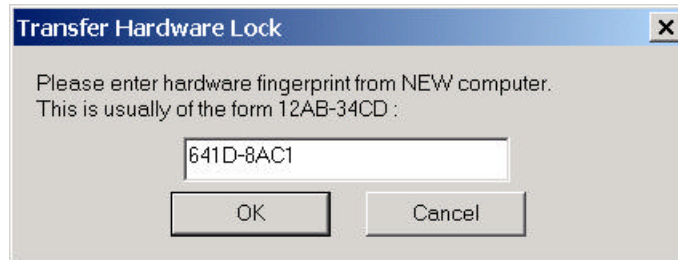 Transfer Hardware Lock
Please enter hardware fingerprint from NEW computer.
This is usually of the form 12AB-34CD :
641D-8AC1
OK Cancel